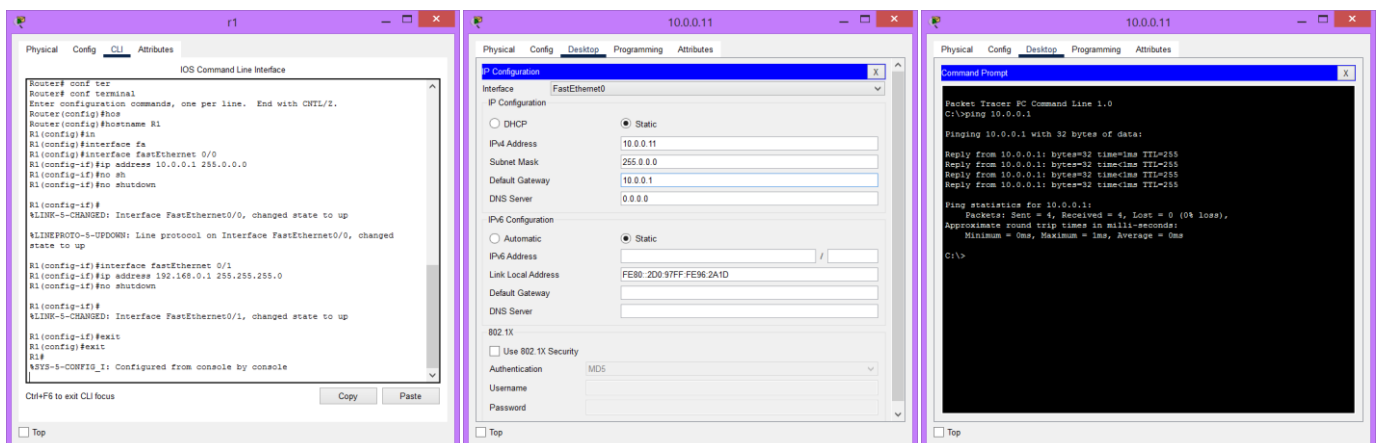 r1
Physical Config CLI Attributes
IOS Command Line Interface
Router# conf ter
Router# conf terminal
Enter configuration commands, one per line. End with CNTL/Z.
Router(config)#hos
Router(config)#hostname R1
R1(config)#in
R1(config)#interface fa
R1(config)#interface fastEthernet 0/0
R1(config-if)#ip address 10.0.0.1 255.0.0.0
R1(config-if)#no sh
R1(config-if)#no shutdown
R1(config-if)#
%LINK-5-CHANGED: Interface FastEthernet0/0, changed state to up
%LINEPROTO-5-UPDOWN: Line protocol on Interface FastEthernet0/0, changed
state to up
R1(config-if)#interface fastEthernet 0/1
R1(config-if)#ip address 192.168.0.1 255.255.255.0
R1(config-if)#no shutdown
R1(config-if)#
%LINK-5-CHANGED: Interface FastEthernet0/1, changed state to up
R1(config-if)#exit
R1(config)#exit
R1#
%SYS-5-CONFIG_I: Configured from console by console
Ctrl+F6 to exit CLI focus
Copy
Paste
Top
10.0.0.11
Physical Config Desktop Programming Attributes
IP Configuration
X
Interface FastEthernet0
IP Configuration
DHCP Static
IPv4 Address 10.0.0.11
Subnet Mask 255.0.0.0
Default Gateway 10.0.0.1
DNS Server 0.0.0.0
IPv6 Configuration
Automatic Static
IPv6 Address /
Link Local Address FE80::2D0:97FF:FE96:2A1D
Default Gateway
DNS Server
802.1X
Use 802.1X Security
Authentication MD5
Username
Password
Top
10.0.0.11
Physical Config Desktop Programming Attributes
Command Prompt
X
Packet Tracer PC Command Line 1.0
C:\>ping 10.0.0.1
Pinging 10.0.0.1 with 32 bytes of data:
Reply from 10.0.0.1: bytes=32 time=1ms TTL=255
Reply from 10.0.0.1: bytes=32 time<1ms TTL=255
Reply from 10.0.0.1: bytes=32 time<1ms TTL=255
Reply from 10.0.0.1: bytes=32 time<1ms TTL=255
Ping statistics for 10.0.0.1:
Packets: Sent = 4, Received = 4, Lost = 0 (0% loss),
Approximate round trip times in milli-seconds:
Minimum = 0ms, Maximum = 1ms, Average = 0ms
C:\>
Top